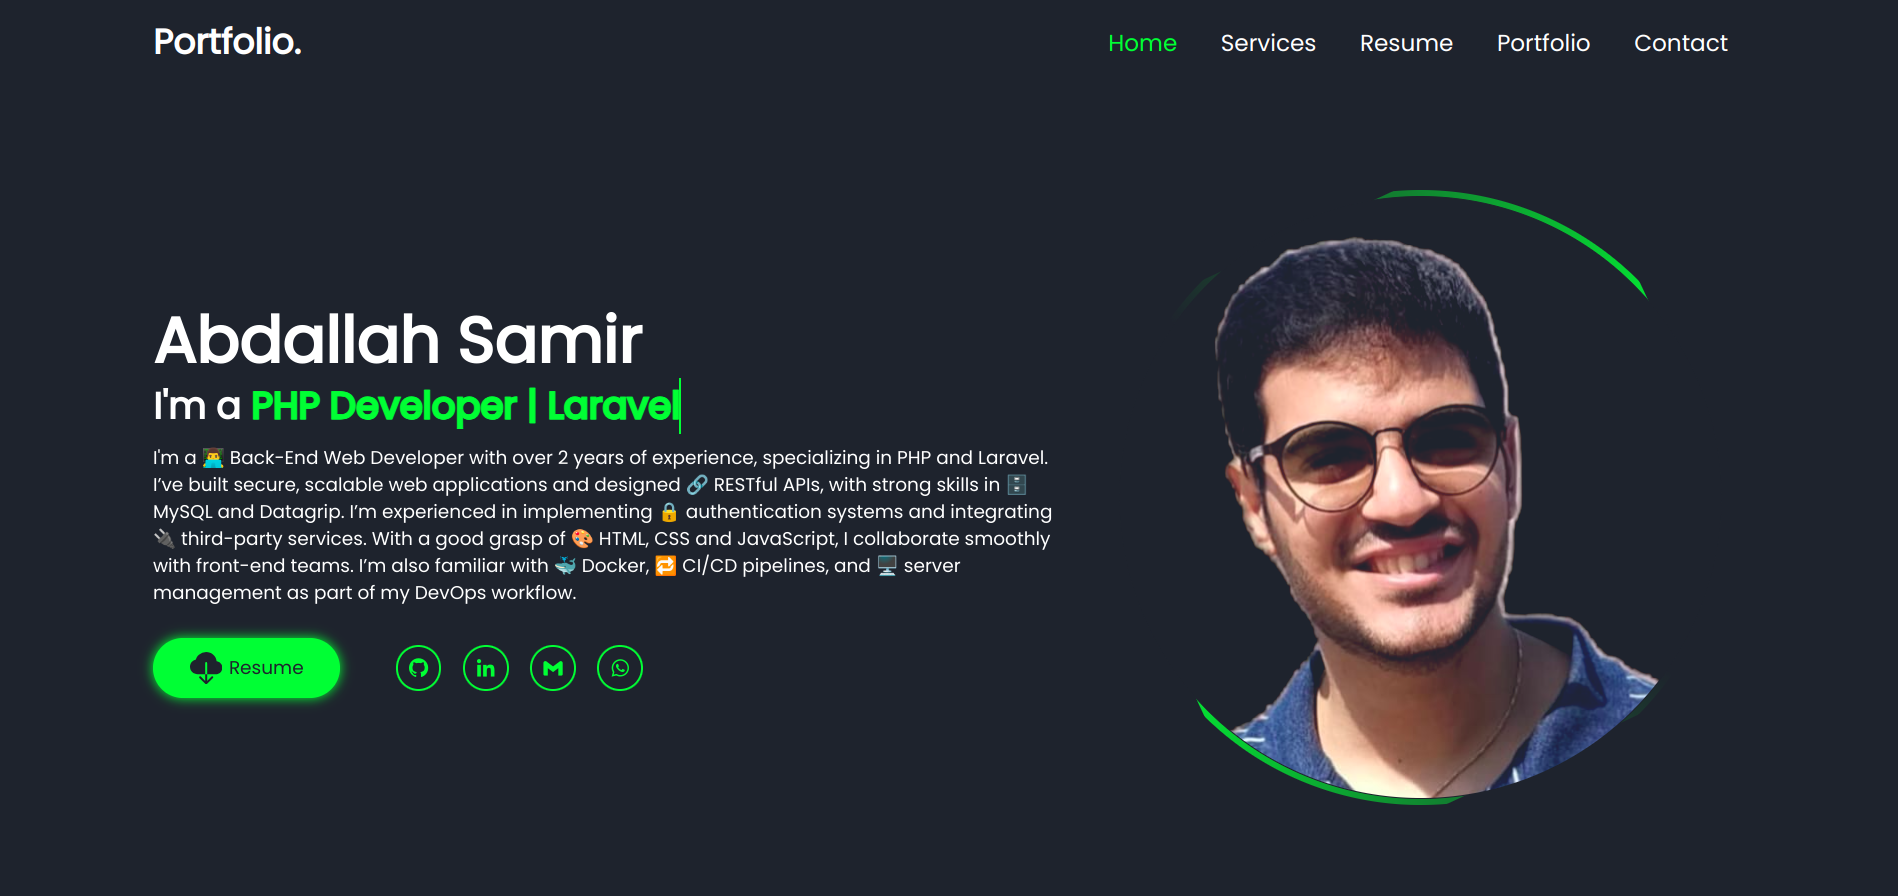 Portfolio.
Home Services Resume Portfolio Contact
Abdallah Samir
I'm a PHP Developer | Laravel
I'm a 👨‍💻 Back-End Web Developer with over 2 years of experience, specializing in PHP and Laravel.
I’ve built secure, scalable web applications and designed 🔗 RESTful APIs, with strong skills in 🗄️
MySQL and Datagrip. I’m experienced in implementing 🔒 authentication systems and integrating
🔌 third-party services. With a good grasp of 🎨 HTML, CSS and JavaScript, I collaborate smoothly
with front-end teams. I’m also familiar with 🐳 Docker, 🔁 CI/CD pipelines, and 🖥️ server
management as part of my DevOps workflow.
Resume